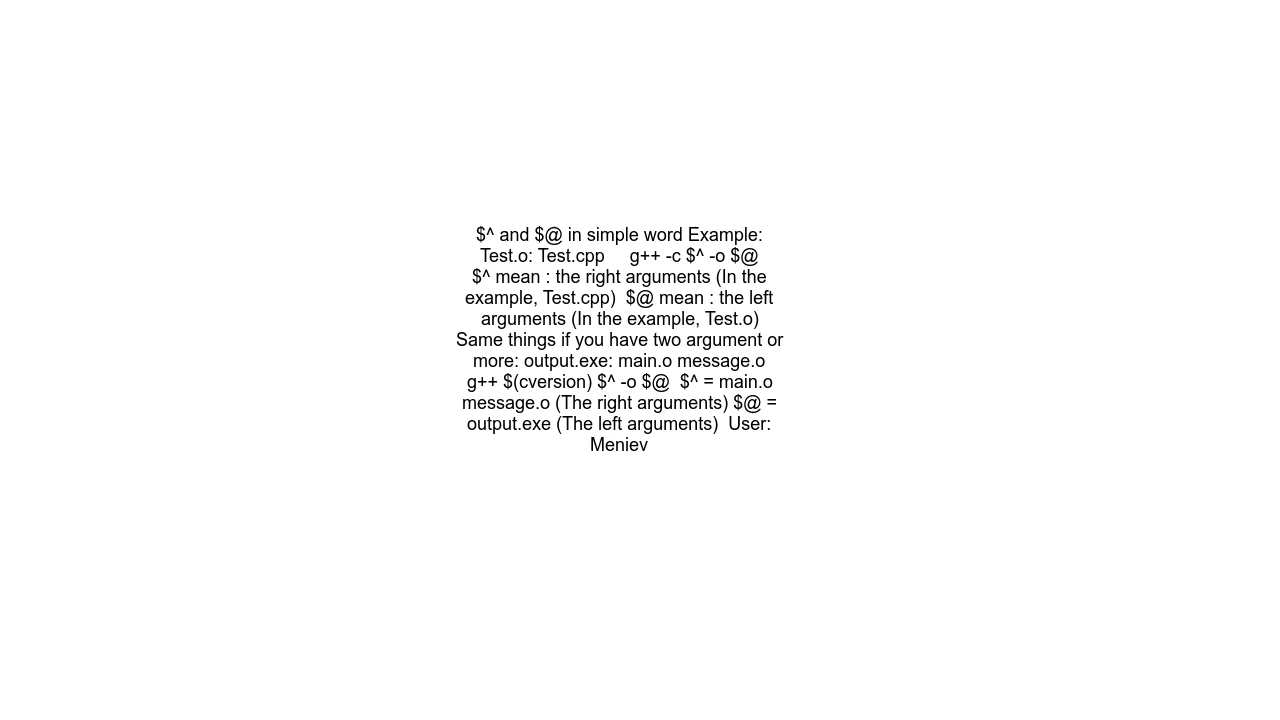 $^ and $@ in simple word Example:
Test.o: Test.cpp     g++ -c $^ -o $@
$^ mean : the right arguments (In the
example, Test.cpp)  $@ mean : the left
arguments (In the example, Test.o)
Same things if you have two argument or
more: output.exe: main.o message.o
g++ $(cversion) $^ -o $@  $^ = main.o
message.o (The right arguments) $@ =
output.exe (The left arguments)  User:
Meniev